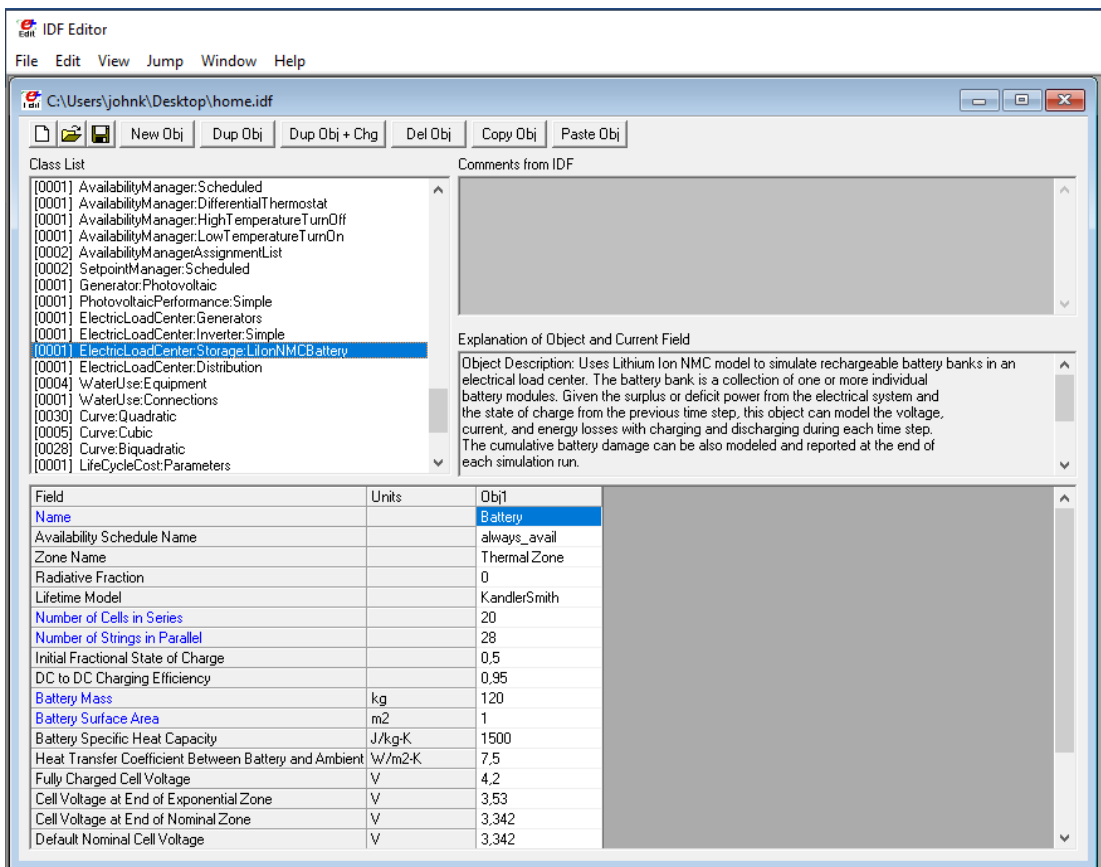 IDF Editor
File Edit View Jump Window Help
C:\Users\johnk\Desktop\home.idf
New Obj Dup Obj Dup Obj + Chg Del Obj Copy Obj Paste Obj
Class List
[0001] AvailabilityManager:Scheduled
[0001] AvailabilityManager:DifferentialThermostat
[0001] AvailabilityManager:HighTemperatureTurnOff
[0001] AvailabilityManager:LowTemperatureTurnOn
[0002] AvailabilityManagerAssignmentList
[0002] SetpointManager:Scheduled
[0001] Generator:Photovoltaic
[0001] PhotovoltaicPerformance:Simple
[0001] ElectricLoadCenter:Generators
[0001] ElectricLoadCenter:Inverter:Simple
[0001] ElectricLoadCenter:Storage:LiIonNMCBattery
[0001] ElectricLoadCenter:Distribution
[0004] WaterUse:Equipment
[0001] WaterUse:Connections
[0030] Curve:Quadratic
[0005] Curve:Cubic
[0028] Curve:Biquadratic
[0001] LifeCycleCost:Parameters
Comments from IDF
Explanation of Object and Current Field
Object Description: Uses Lithium Ion NMC model to simulate rechargeable battery banks in an
electrical load center. The battery bank is a collection of one or more individual
battery modules. Given the surplus or deficit power from the electrical system and
the state of charge from the previous time step, this object can model the voltage,
current, and energy losses with charging and discharging during each time step.
The cumulative battery damage can be also modeled and reported at the end of
each simulation run.
Field Units Obj1
Name Battery
Availability Schedule Name always_avail
Zone Name Thermal Zone
Radiative Fraction 0
Lifetime Model KandlerSmith
Number of Cells in Series 20
Number of Strings in Parallel 28
Initial Fractional State of Charge 0,5
DC to DC Charging Efficiency 0,95
Battery Mass kg 120
Battery Surface Area m2 1
Battery Specific Heat Capacity J/kg-K 1500
Heat Transfer Coefficient Between Battery and Ambient W/m2-K 7,5
Fully Charged Cell Voltage V 4,2
Cell Voltage at End of Exponential Zone V 3,53
Cell Voltage at End of Nominal Zone V 3,342
Default Nominal Cell Voltage V 3,342